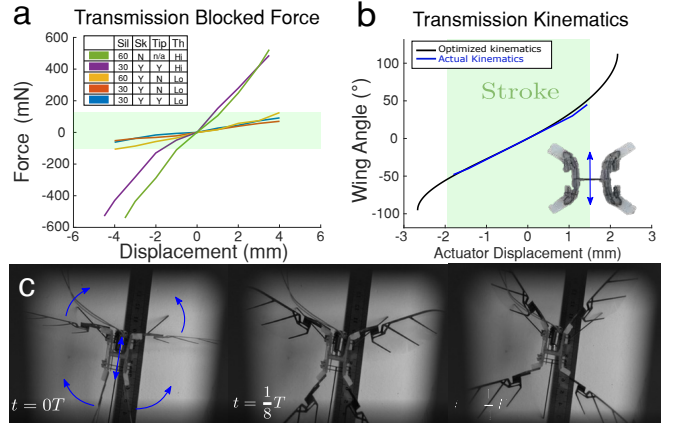 a
Transmission Blocked Force
Force (mN)
600
400
200
0
-200
-400
-600
Sil Sk Tip Th
60 N n/a Hi
30 Y Y Hi
60 Y N Lo
30 Y N Lo
30 Y Y Lo
-6 -4 -2 0 2 4 6
Displacement (mm)
b
Transmission Kinematics
Wing Angle (°)
100
50
0
-50
-100
Optimized kinematics
Actual Kinematics
Stroke
-3 -2 -1 0 1 2 3
Actuator Displacement (mm)
c
t = 0T
t = 1/8 T